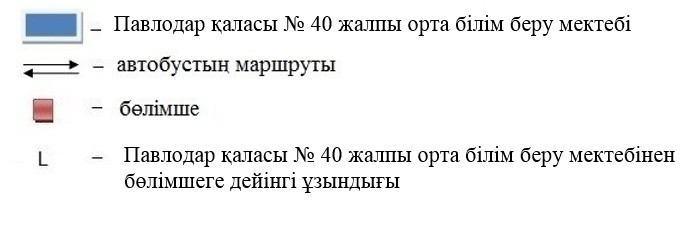 – Павлодар қаласы № 40 жалпы орта білім беру мектебі
– автобустың маршруты
– бөлімше
L – Павлодар қаласы № 40 жалпы орта білім беру мектебінен
бөлімшеге дейінгі ұзындығы